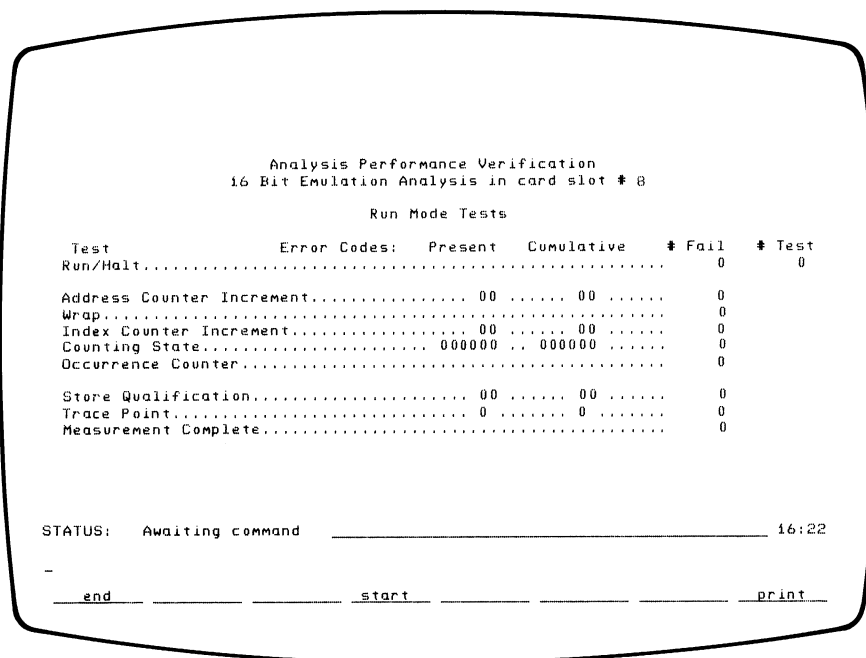 Analysis Performance Verification
16 Bit Emulation Analysis in card slot # 8
Run Mode Tests
Test Error Codes: Present Cumulative # Fail # Test
Run/Halt..................................................... 0 0
Address Counter Increment................ 00 ...... 00 ...... 0
Wrap......................................................... 0
Index Counter Increment.................. 00 ...... 00 ...... 0
Counting State....................... 000000 .. 000000 ...... 0
Occurrence Counter........................................... 0
Store Qualification...................... 00 ...... 00 ...... 0
Trace Point.............................. 0 ....... 0 ....... 0
Measurement Complete......................................... 0
STATUS: Awaiting command 16:22
end start print